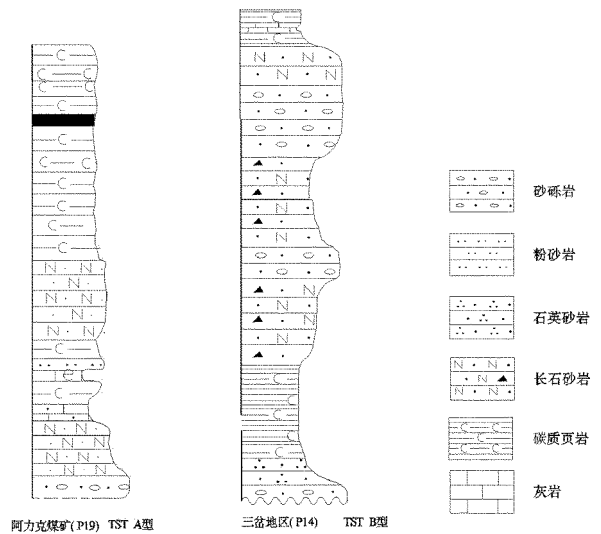 砂砾岩
粉砂岩
石英砂岩
长石砂岩
碳质页岩
灰岩
阿力克煤矿(P19) TST A型
三岔地区(P14) TST B型